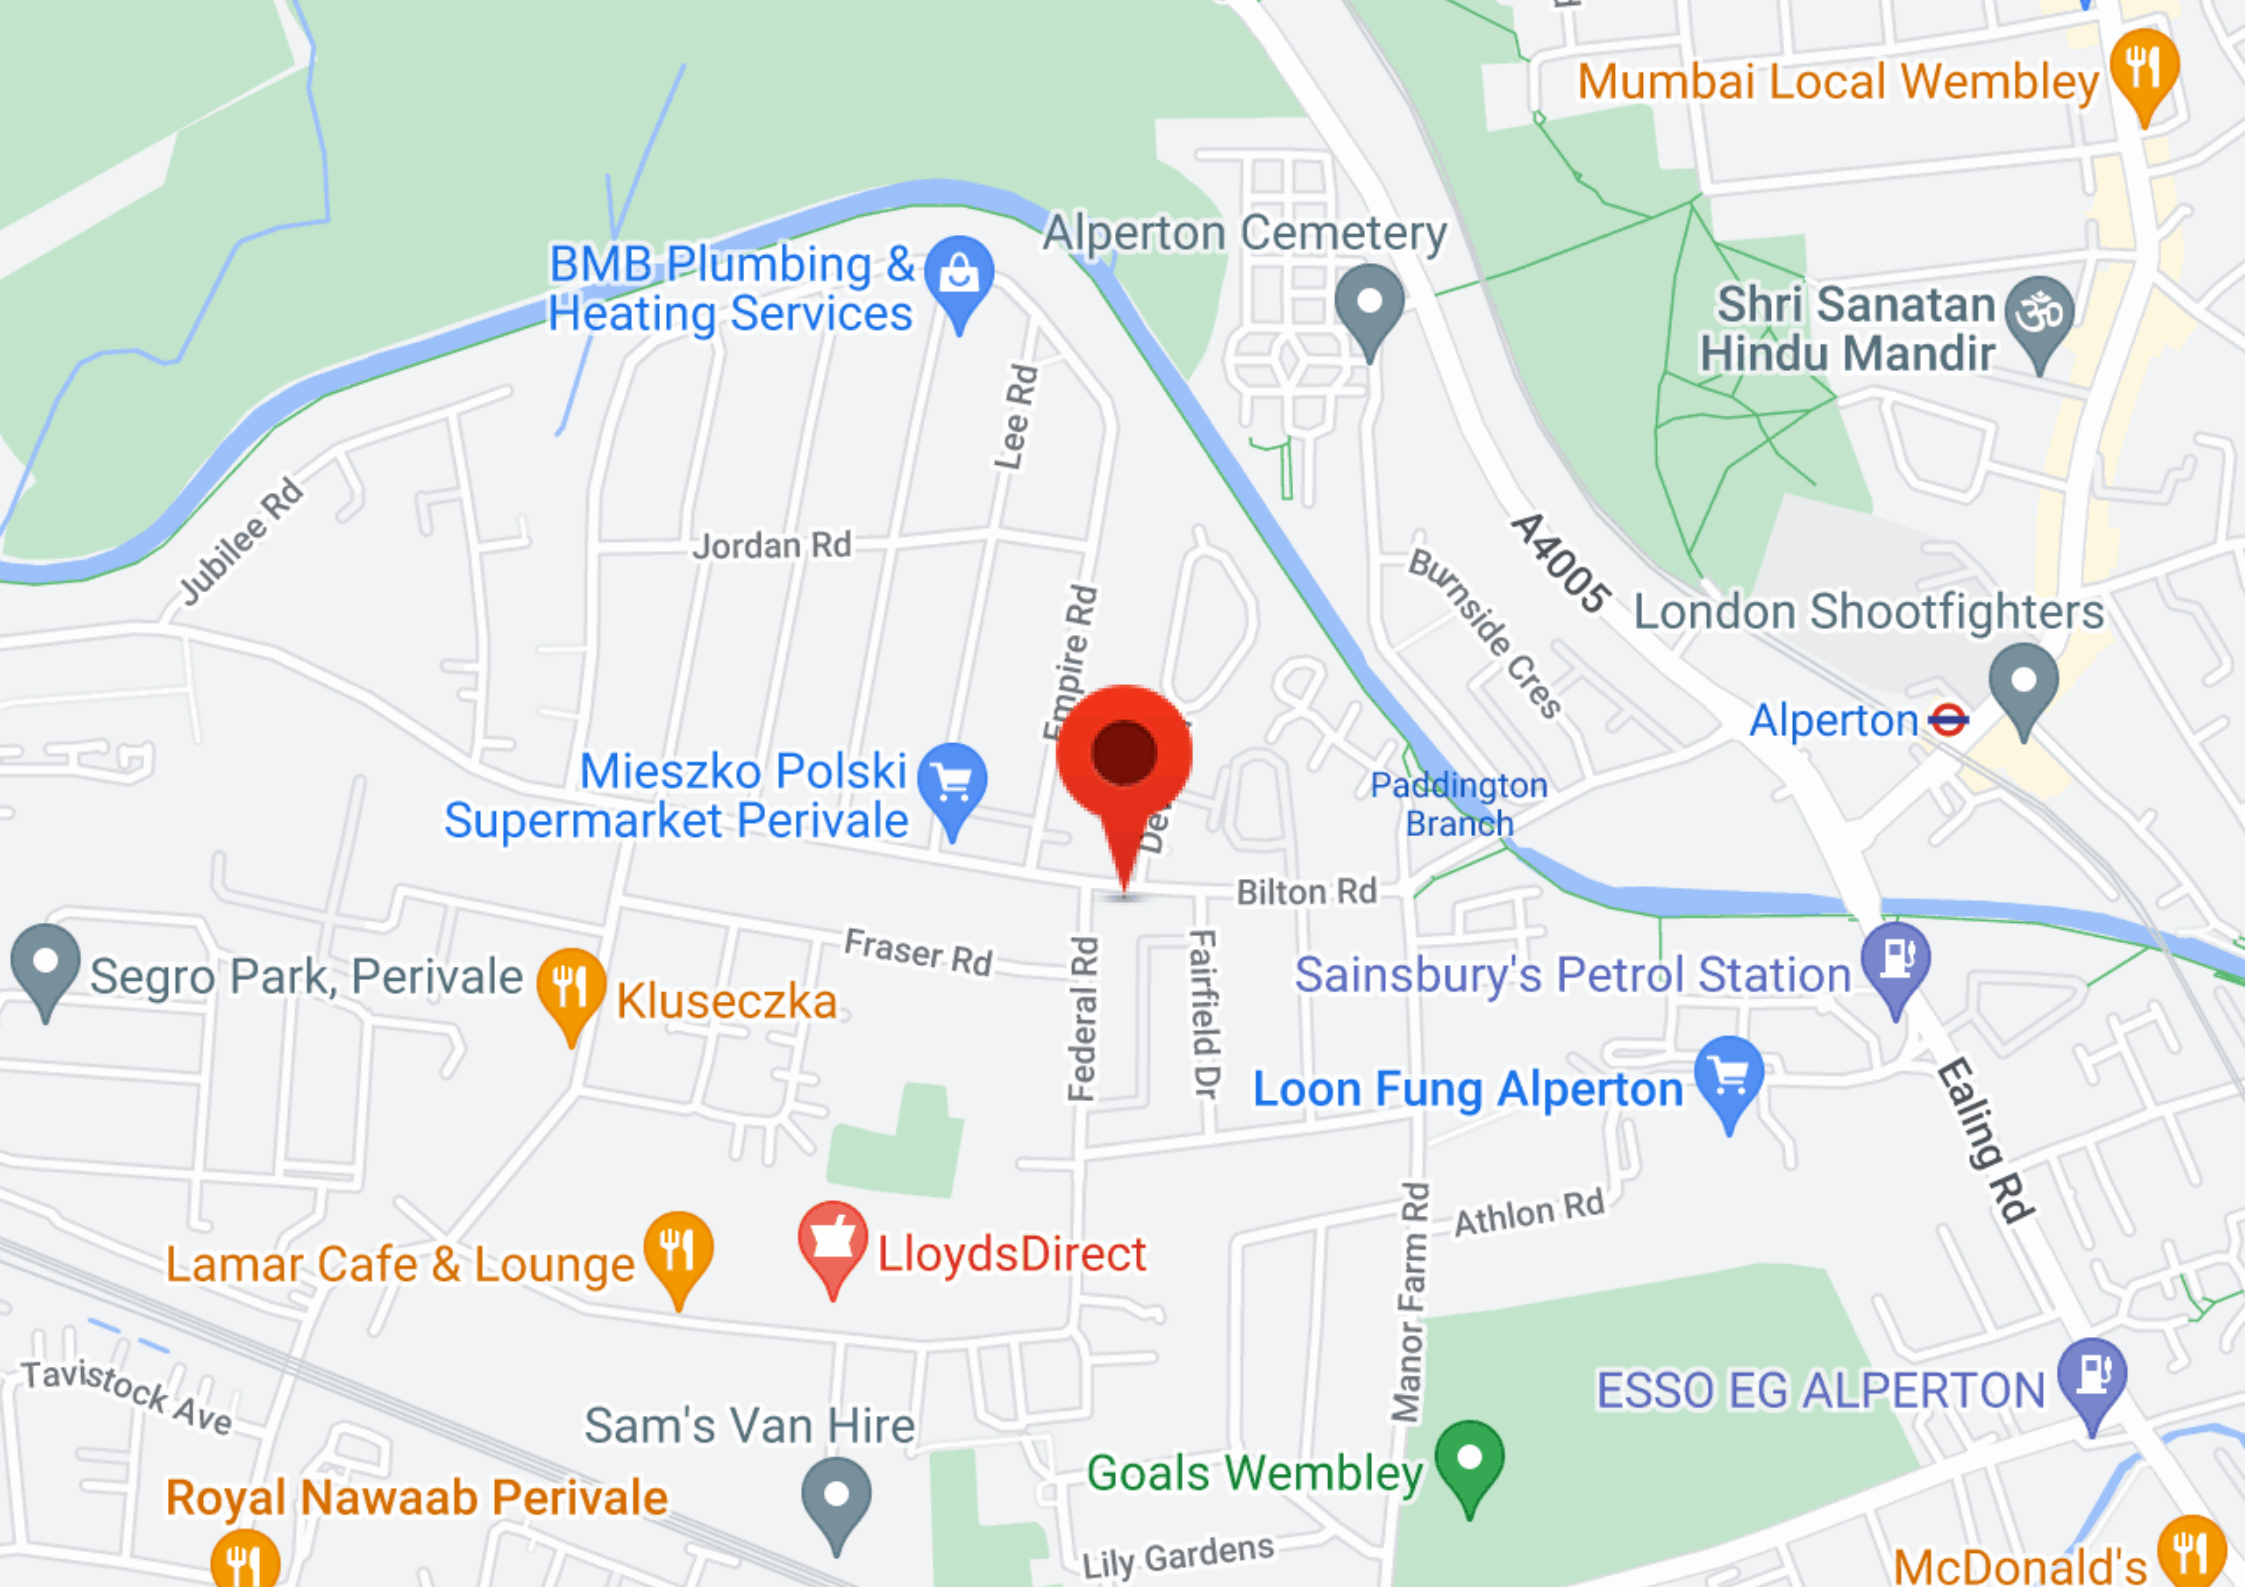 Mumbai Local Wembley
Alperton Cemetery
BMB Plumbing &
Heating Services
Shri Sanatan
Hindu Mandir
Lee Rd
Jubilee Rd
Jordan Rd
A4005
Burnside Cres
London Shootfighters
Empire Rd
Alperton
Mieszko Polski
Supermarket Perivale
Paddington
Branch
Bilton Rd
Fraser Rd
Federal Rd
Fairfield Dr
Segro Park, Perivale
Kluseczka
Sainsbury's Petrol Station
Loon Fung Alperton
Ealing Rd
Athlon Rd
Manor Farm Rd
Lamar Cafe & Lounge
LloydsDirect
Tavistock Ave
Sam's Van Hire
ESSO EG ALPERTON
Royal Nawaab Perivale
Goals Wembley
Lily Gardens
McDonald's